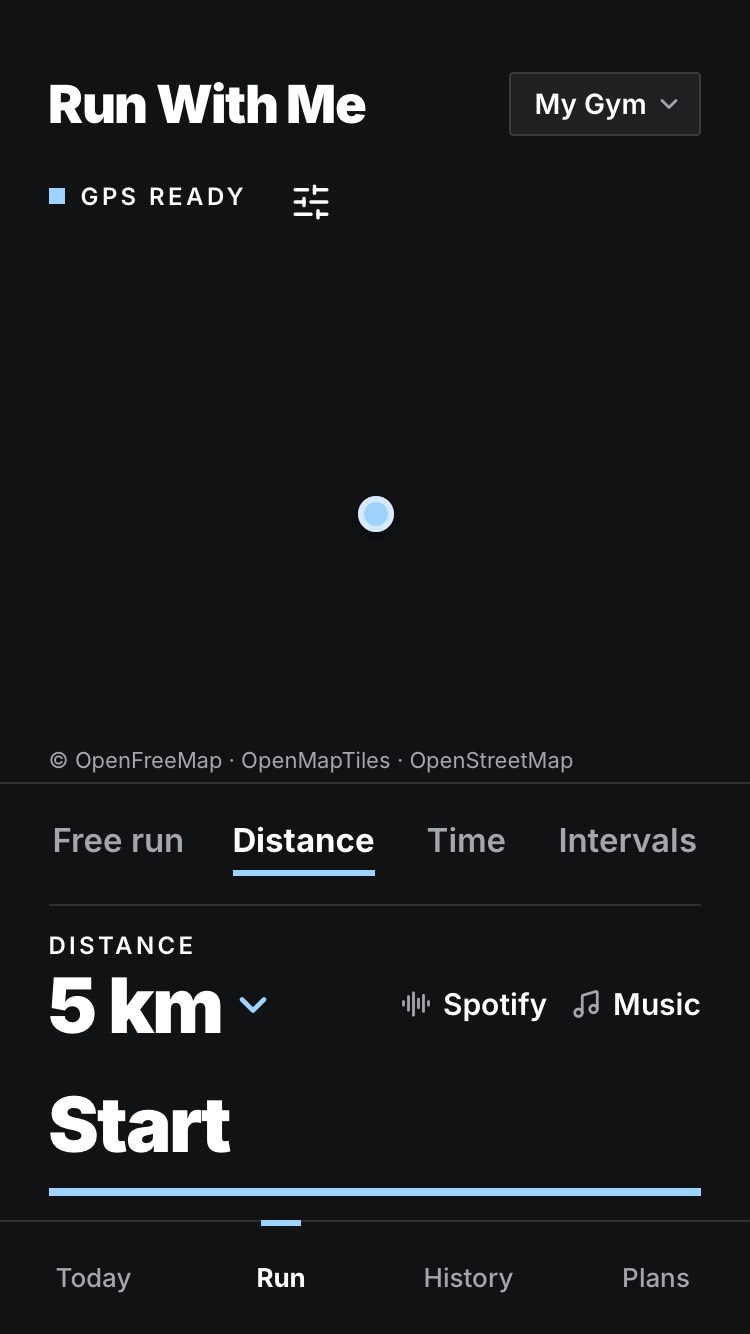 Run With Me
My Gym
GPS READY
© OpenFreeMap · OpenMapTiles · OpenStreetMap
Free run Distance Time Intervals
DISTANCE
5 km Spotify Music
Start
Today Run History Plans